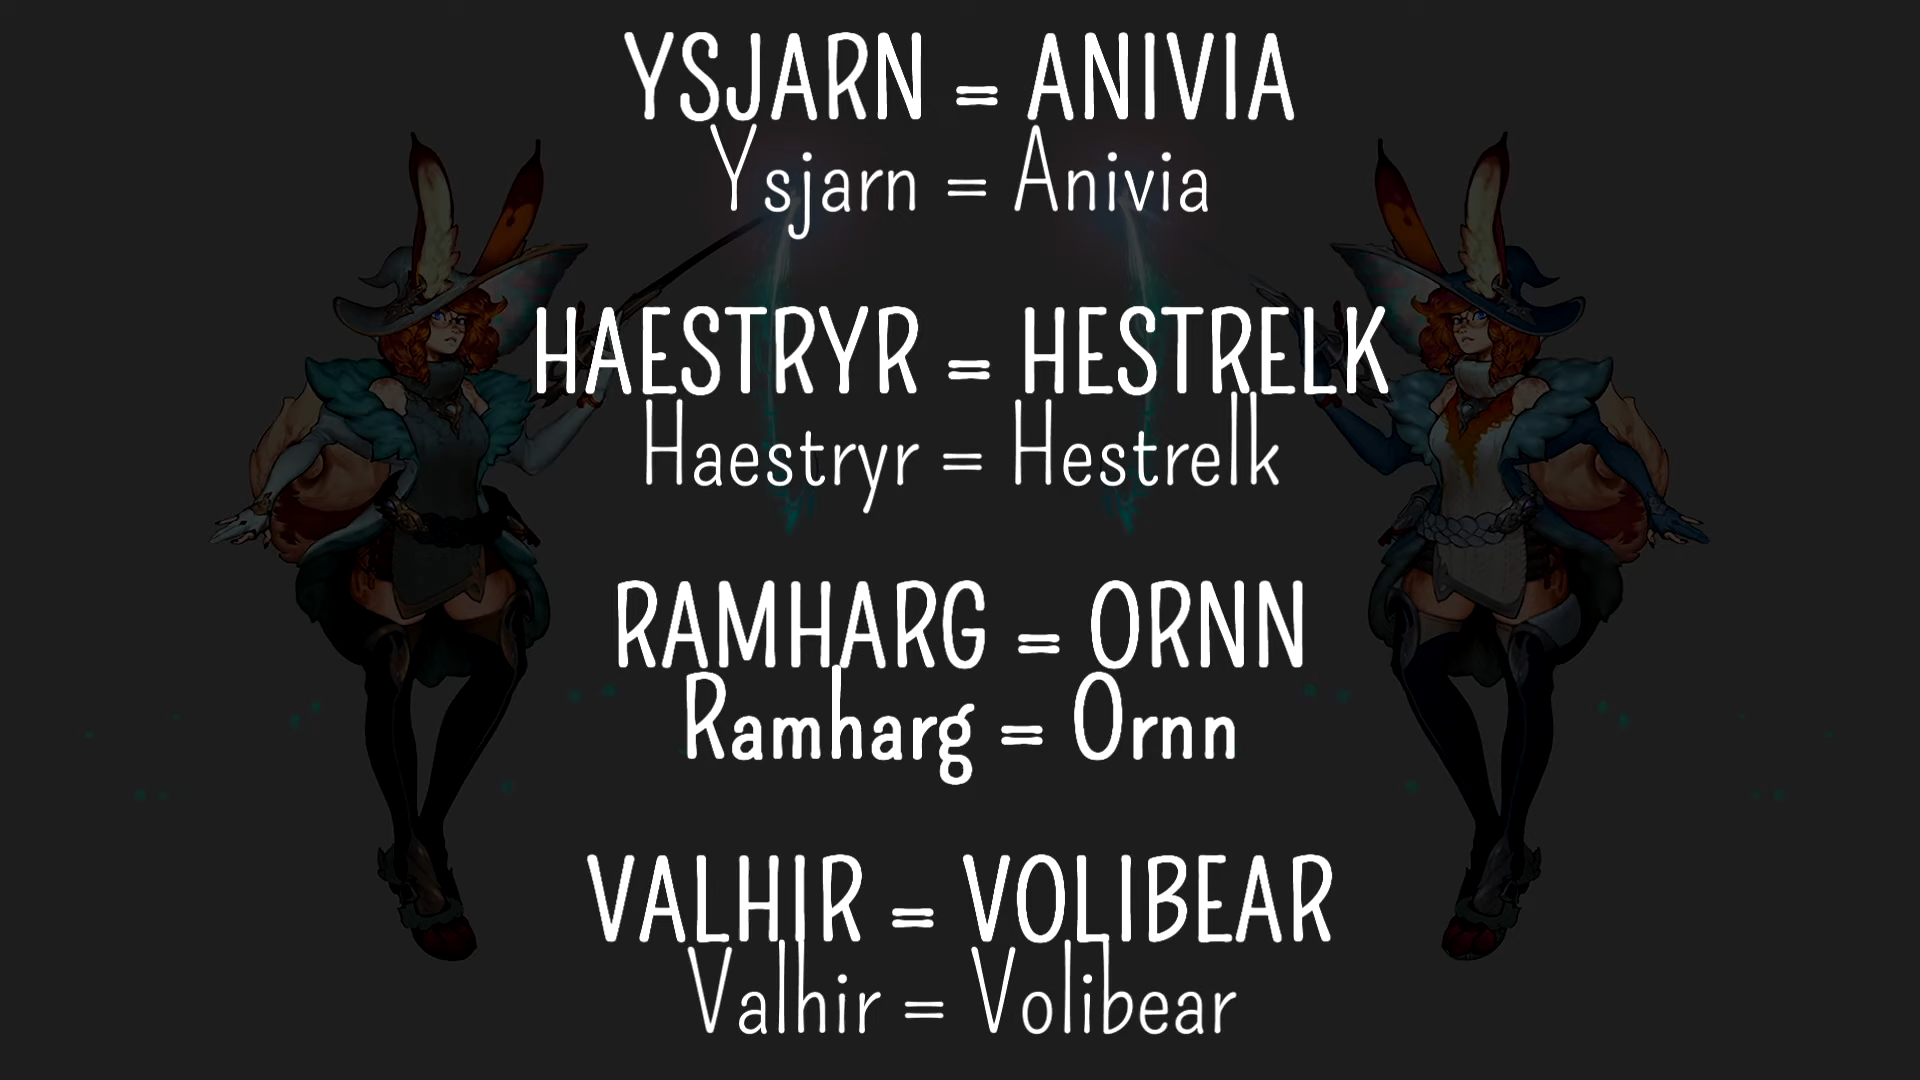 YSJARN = ANIVIA
Ysjarn = Anivia
HAESTRYR = HESTRELK
Haestryr = Hestrelk
RAMHARG = ORNN
Ramharg = Ornn
VALHIR = VOLIBEAR
Valhir = Volibear